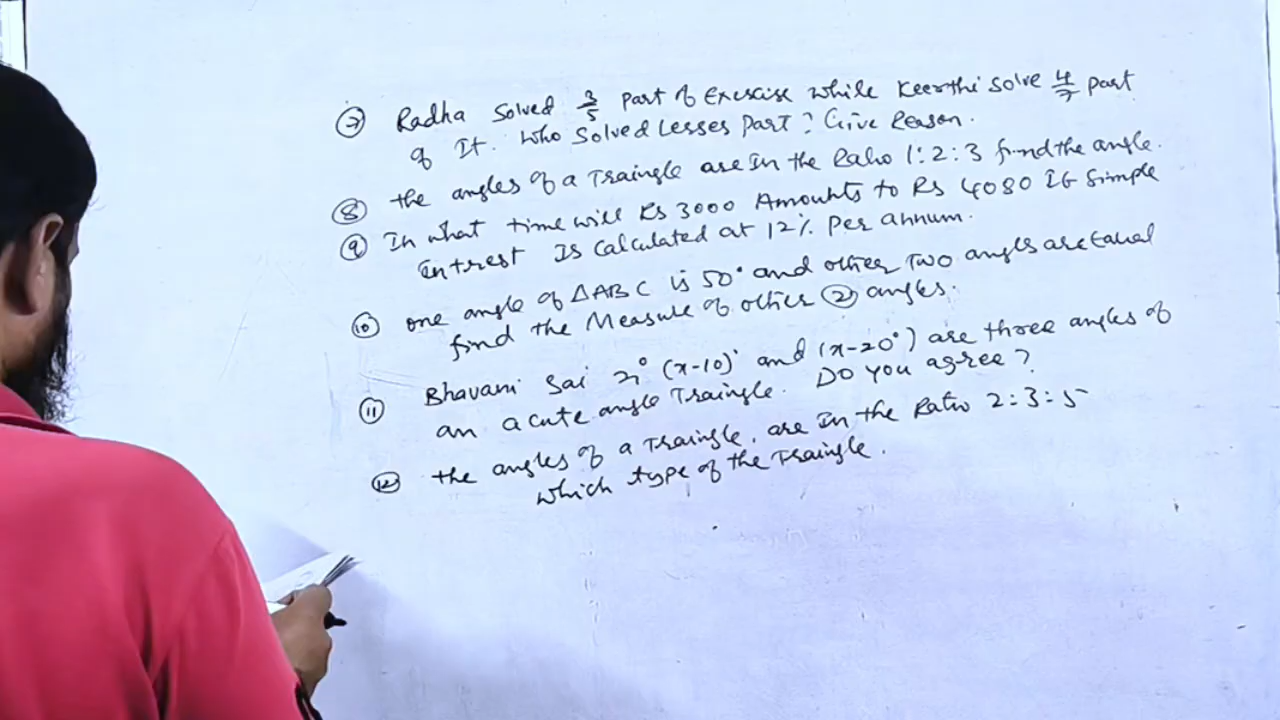 ⑦ Radha Solved 3/5 part of Exercise while Keerthi Solve 4/7 part
of It. Who Solved Lesses part? Give Reason.
⑧ the angles of a Traingle are In the Ratio 1:2:3 find the angle.
⑨ In what time will Rs 3000 Amounts to Rs 4080 If Simple
intrest Is Calculated at 12% Per annum.
⑩ one angle of △ABC is 50° and other Two angls are Eaual
find the Measure of other ② angles.
⑪ Bhavani Sai x° (x-10)° and (x-20°) are three angles of
an acute angle Traingle. Do you agree?
⑫ the angles of a Traingle. are In the Ratio 2:3:5
which type of the Traingle.